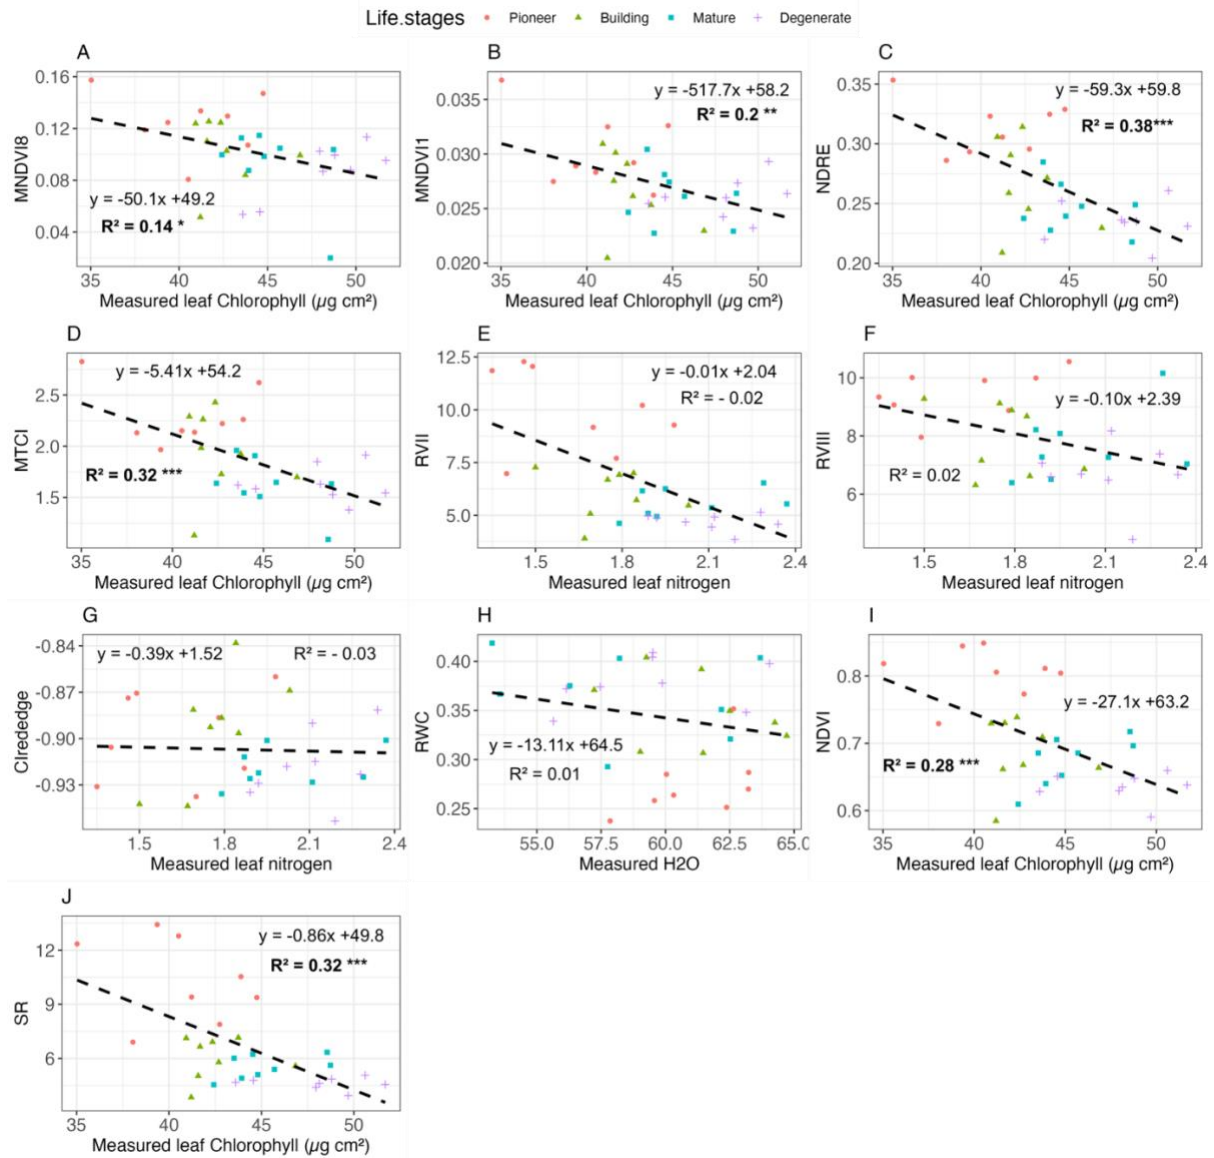 Life.stages Pioneer Building Mature Degenerate
A
0.16
0.12
0.08
0.04
MNDVI8
y = -50.1x +49.2
R² = 0.14 *
35 40 45 50
Measured leaf Chlorophyll (µg cm²)
B
0.035
0.030
0.025
0.020
MNDVI1
y = -517.7x +58.2
R² = 0.2 **
35 40 45 50
Measured leaf Chlorophyll (µg cm²)
C
0.35
0.30
0.25
0.20
NDRE
y = -59.3x +59.8
R² = 0.38***
35 40 45 50
Measured leaf Chlorophyll (µg cm²)
D
2.5
2.0
1.5
MTCI
y = -5.41x +54.2
R² = 0.32 ***
35 40 45 50
Measured leaf Chlorophyll (µg cm²)
E
12.5
10.0
7.5
5.0
RVII
y = -0.01x +2.04
R² = - 0.02
1.5 1.8 2.1 2.4
Measured leaf nitrogen
F
10
8
6
RVIII
y = -0.10x +2.39
R² = 0.02
1.5 1.8 2.1 2.4
Measured leaf nitrogen
G
-0.84
-0.87
-0.90
-0.93
CIrededge
y = -0.39x +1.52
R² = - 0.03
1.5 1.8 2.1 2.4
Measured leaf nitrogen
H
0.40
0.35
0.30
0.25
RWC
y = -13.11x +64.5
R² = 0.01
55.0 57.5 60.0 62.5 65.0
Measured H2O
I
0.8
0.7
0.6
NDVI
y = -27.1x +63.2
R² = 0.28 ***
35 40 45 50
Measured leaf Chlorophyll (µg cm²)
J
12
9
6
SR
y = -0.86x +49.8
R² = 0.32 ***
35 40 45 50
Measured leaf Chlorophyll (µg cm²)